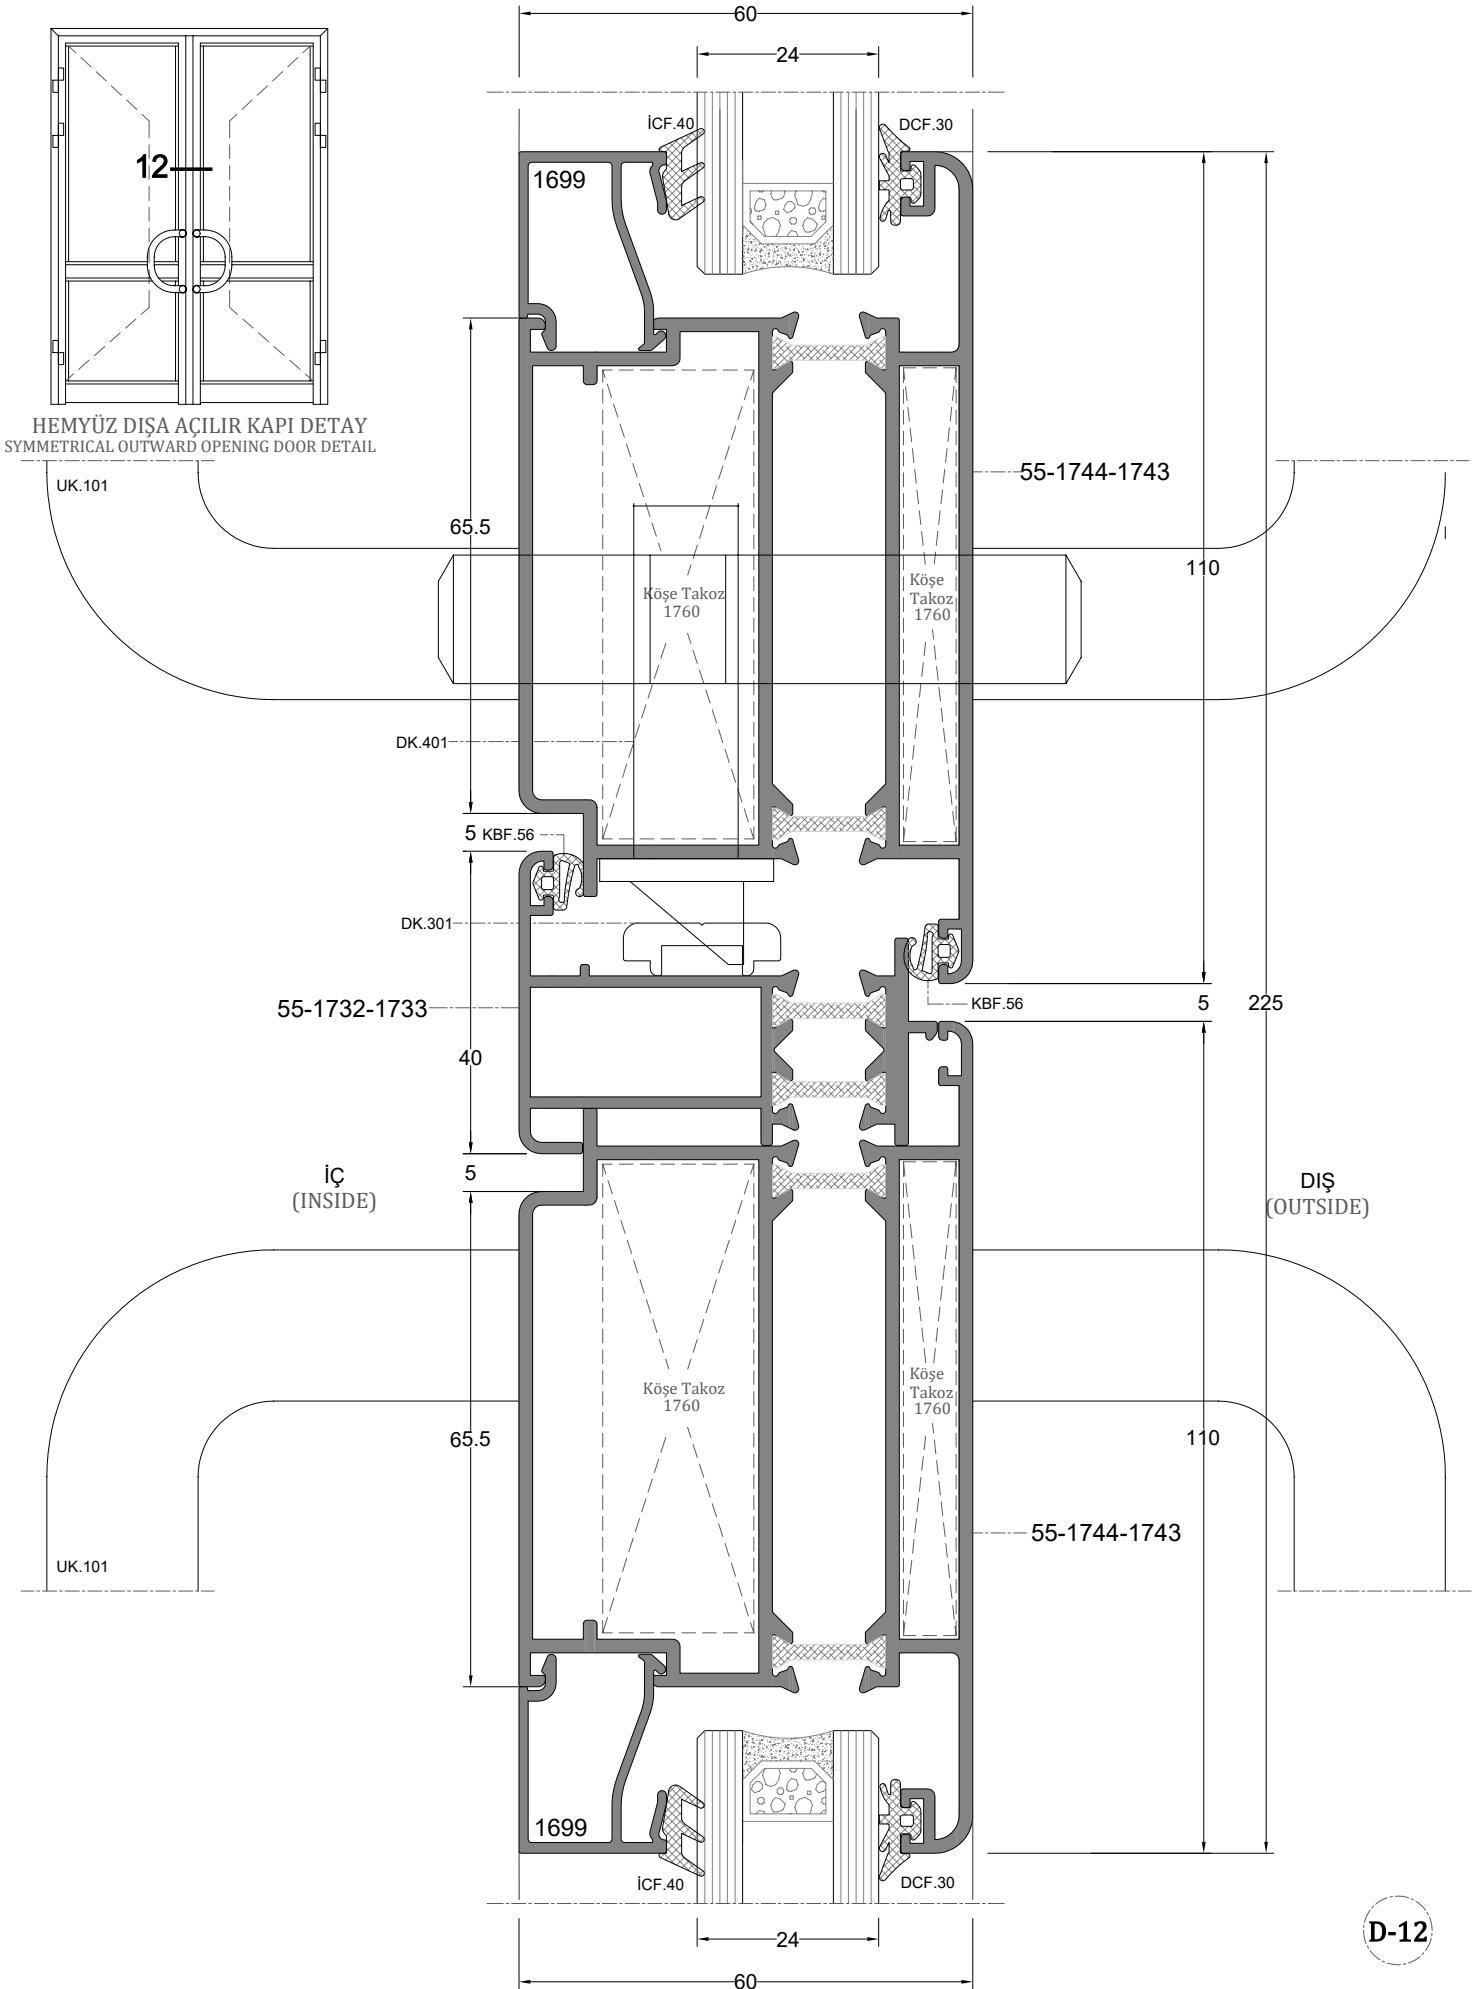 60
24
İCF.40
DCF.30
12
1699
HEMYÜZ DIŞA AÇILIR KAPI DETAY
SYMMETRICAL OUTWARD OPENING DOOR DETAIL
UK.101
55-1744-1743
65.5
110
Köşe Takoz
1760
Köşe
Takoz
1760
DK.401
5
KBF.56
DK.301
55-1732-1733
KBF.56
5
225
40
5
İÇ
(INSIDE)
DIŞ
(OUTSIDE)
Köşe Takoz
1760
Köşe
Takoz
1760
65.5
110
55-1744-1743
UK.101
1699
İCF.40
DCF.30
24
60
D-12